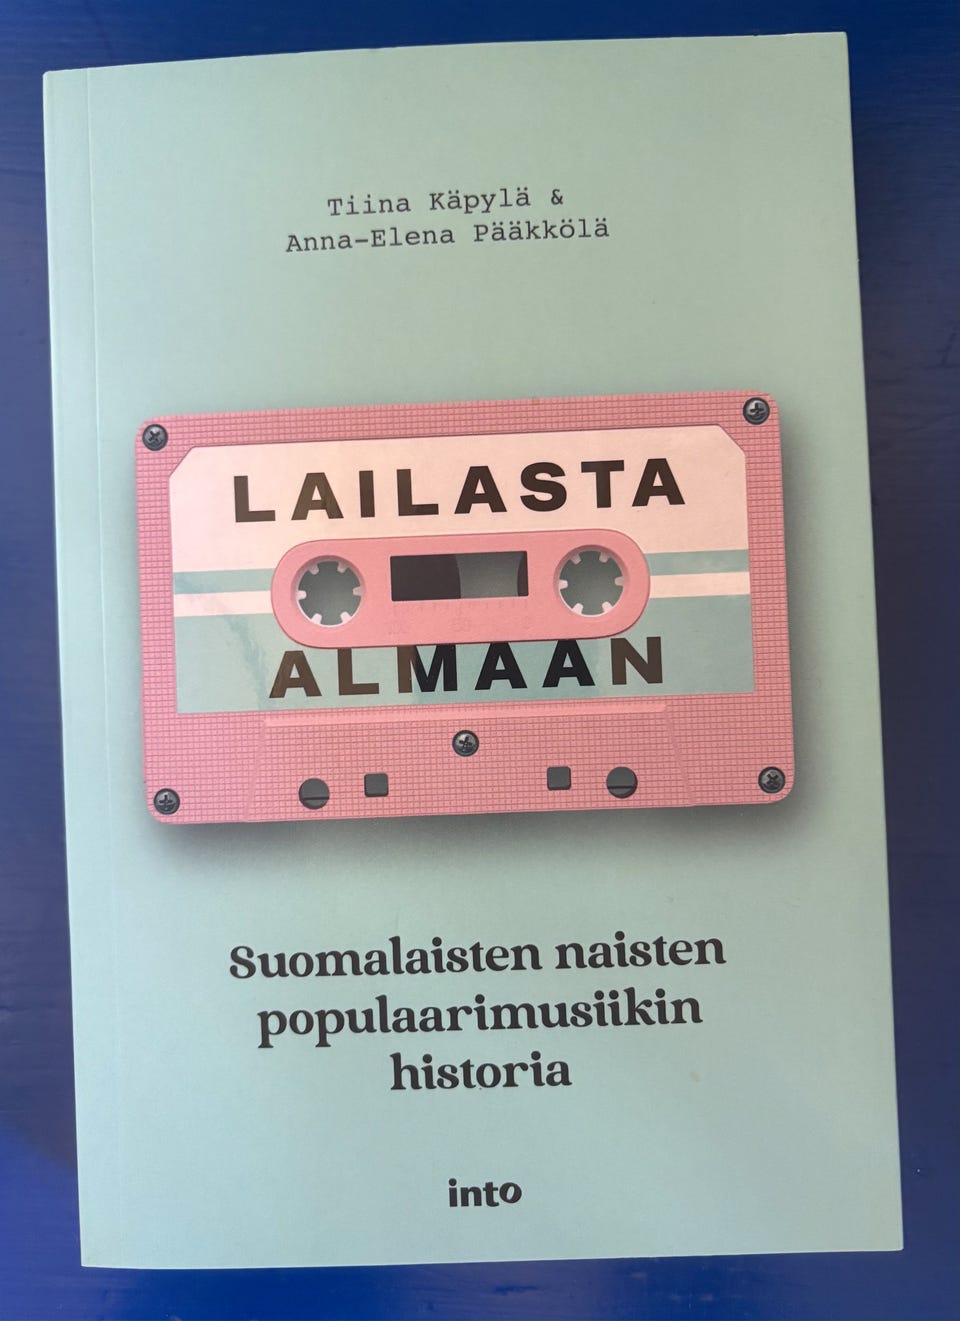 Tiina Käpylä &
Anna-Elena Pääkkölä
LAILASTA
ALMAAN
Suomalaisten naisten
populaarimusiikin
historia
into